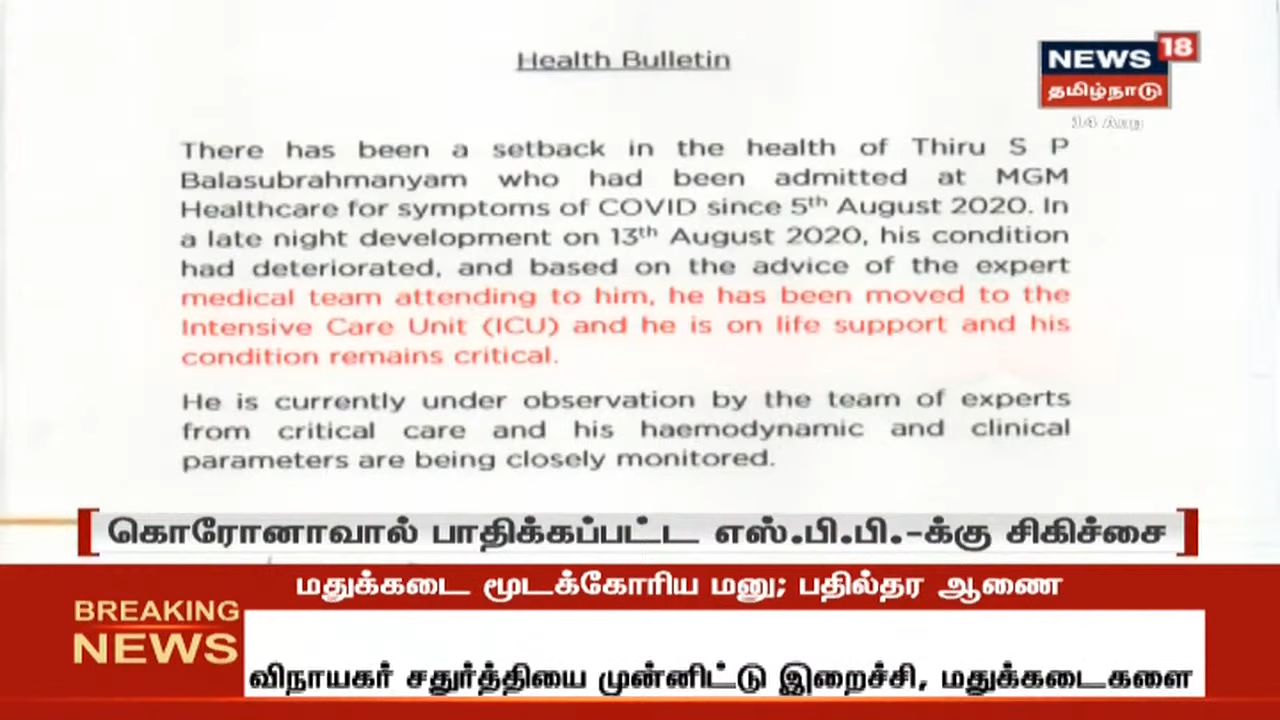 Health Bulletin
NEWS 18
தமிழ்நாடு
14 Aug
There has been a setback in the health of Thiru S P
Balasubrahmanyam who had been admitted at MGM
Healthcare for symptoms of COVID since 5th August 2020. In
a late night development on 13th August 2020, his condition
had deteriorated, and based on the advice of the expert
medical team attending to him, he has been moved to the
Intensive Care Unit (ICU) and he is on life support and his
condition remains critical.
He is currently under observation by the team of experts
from critical care and his haemodynamic and clinical
parameters are being closely monitored.
கொரோனாவால் பாதிக்கப்பட்ட எஸ்.பி.பி.-க்கு சிகிச்சை
மதுக்கடை மூடக்கோரிய மனு; பதில்தர ஆணை
BREAKING
NEWS
விநாயகர் சதுர்த்தியை முன்னிட்டு இறைச்சி, மதுக்கடைகளை